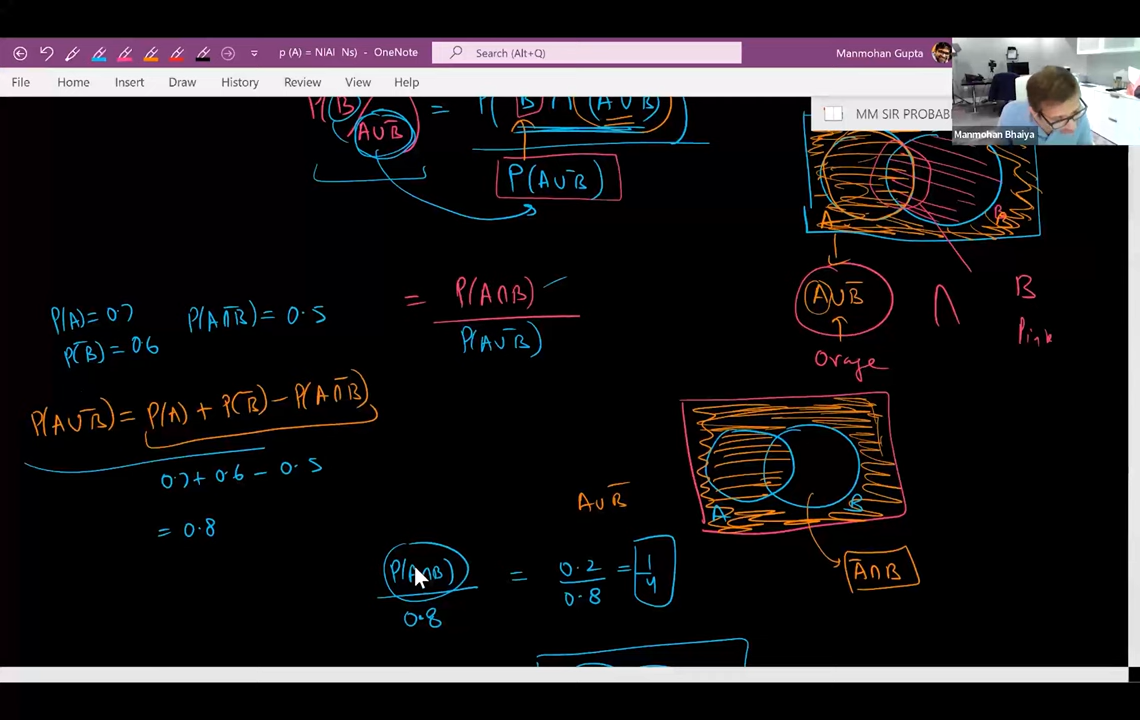 p (A) = N(A( Ns) - OneNote
Search (Alt+Q)
Manmohan Gupta
File Home Insert Draw History Review View Help
MM SIR PROBAB
Manmohan Bhaiya
P(B/A∪B̅) = P(B∩(A∪B̅))
P(A∪B̅)
A
B
= P(A∩B)
P(A∪B̅)
A∪B̅ ∩ B
Orange
Pink
P(A) = 0.7 P(A∩B̅) = 0.5
P(B̅) = 0.6
P(A∪B̅) = P(A) + P(B̅) - P(A∩B̅)
0.7 + 0.6 - 0.5
= 0.8
A∪B̅
A
B
A̅∩B
P(A∩B) = 0.2 = 1
0.8 0.8 4